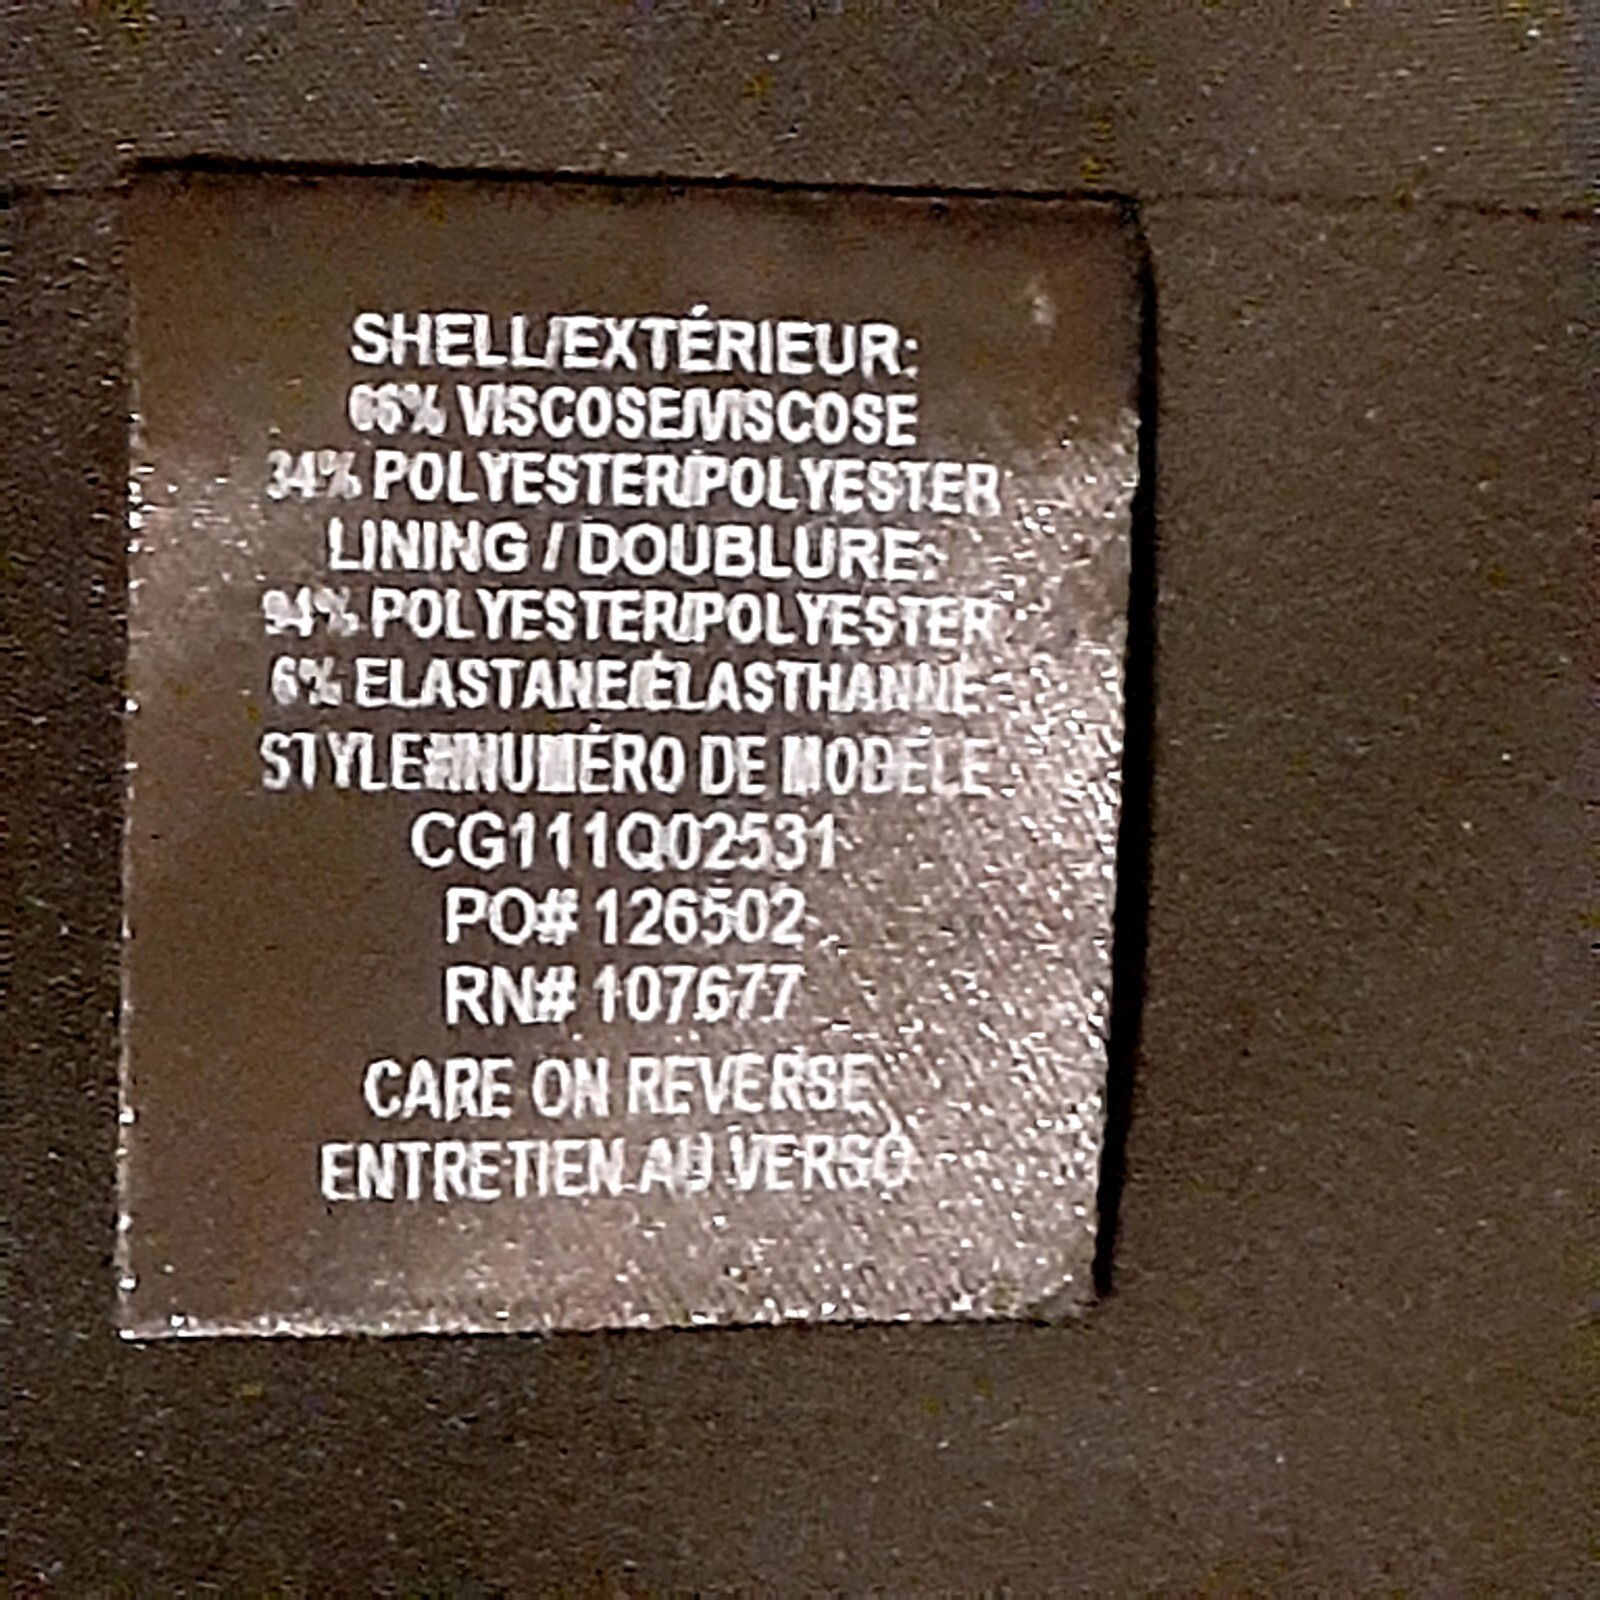 SHELL/EXTÉRIEUR:
66% VISCOSE/VISCOSE
34% POLYESTER/POLYESTER
LINING / DOUBLURE:
94% POLYESTER/POLYESTER
6% ELASTANE/ÉLASTHANNE
STYLE#/NUMÉRO DE MODÈLE
CG111Q02531
PO# 126502
RN# 107677
CARE ON REVERSE
ENTRETIEN AU VERSO